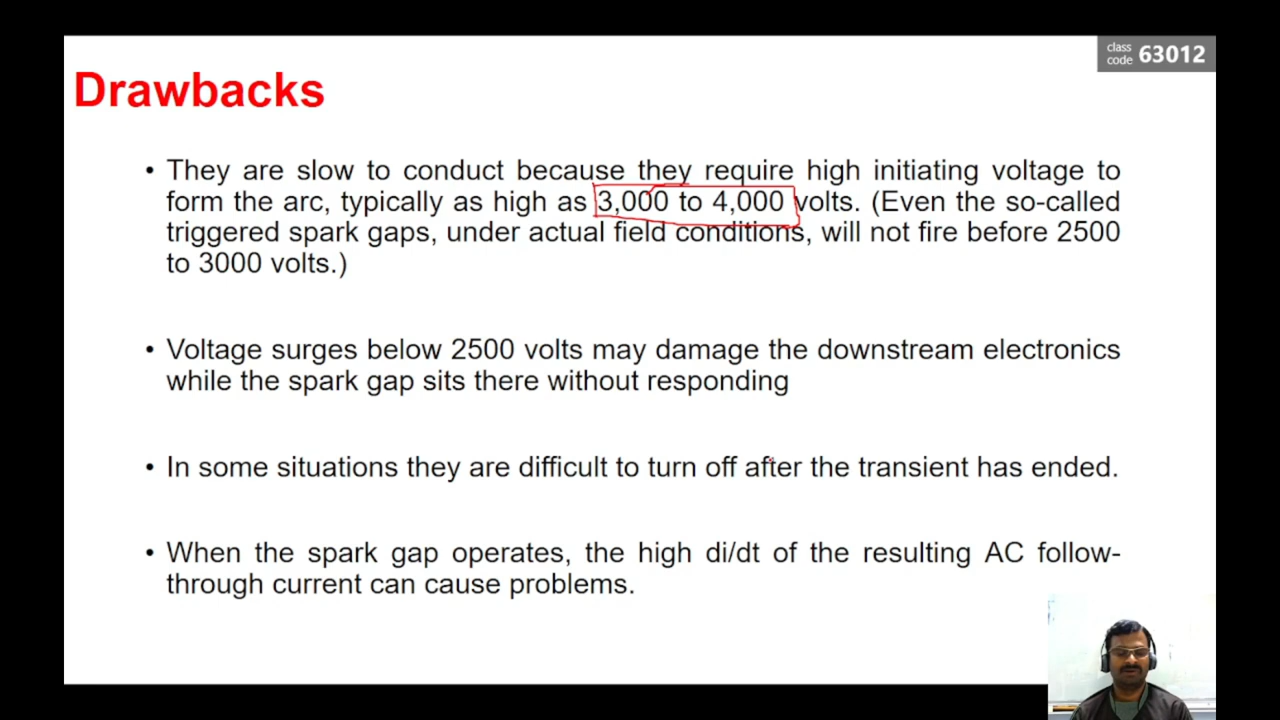 class
code 63012
Drawbacks
• They are slow to conduct because they require high initiating voltage to
form the arc, typically as high as 3,000 to 4,000 volts. (Even the so-called
triggered spark gaps, under actual field conditions, will not fire before 2500
to 3000 volts.)
• Voltage surges below 2500 volts may damage the downstream electronics
while the spark gap sits there without responding
• In some situations they are difficult to turn off after the transient has ended.
• When the spark gap operates, the high di/dt of the resulting AC follow-
through current can cause problems.